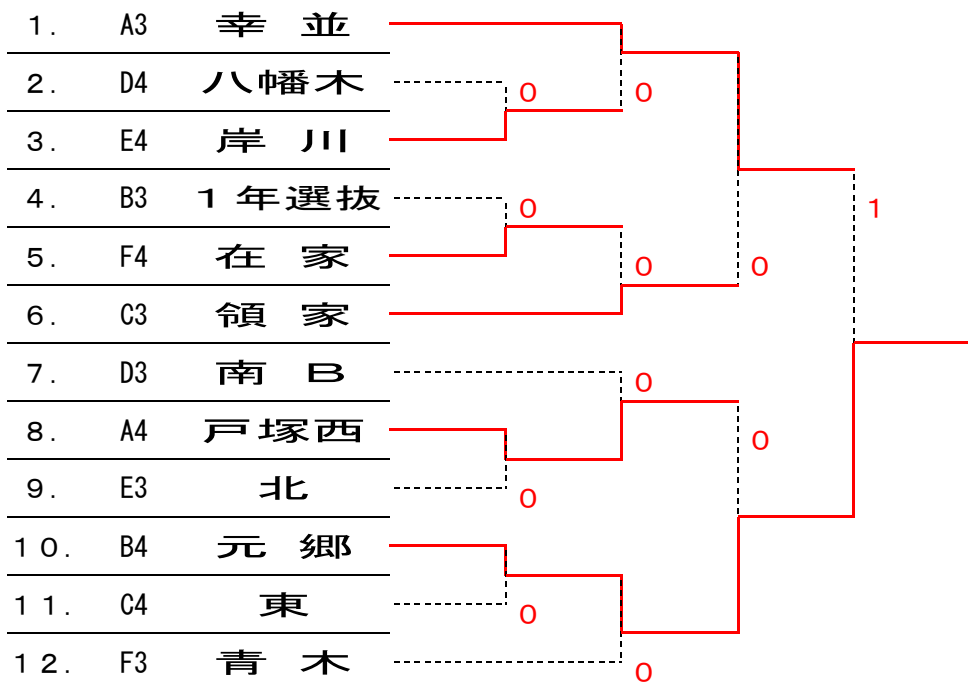 １． A3 幸 並
２． D4 八幡木
0 0
３． E4 岸 川
４． B3 １年選抜
0 1
５． F4 在 家
0 0
６． C3 領 家
７． D3 南 Ｂ
0
８． A4 戸塚西
0
９． E3 北
0
１０． B4 元 郷
１１． C4 東
0
１２． F3 青 木
0